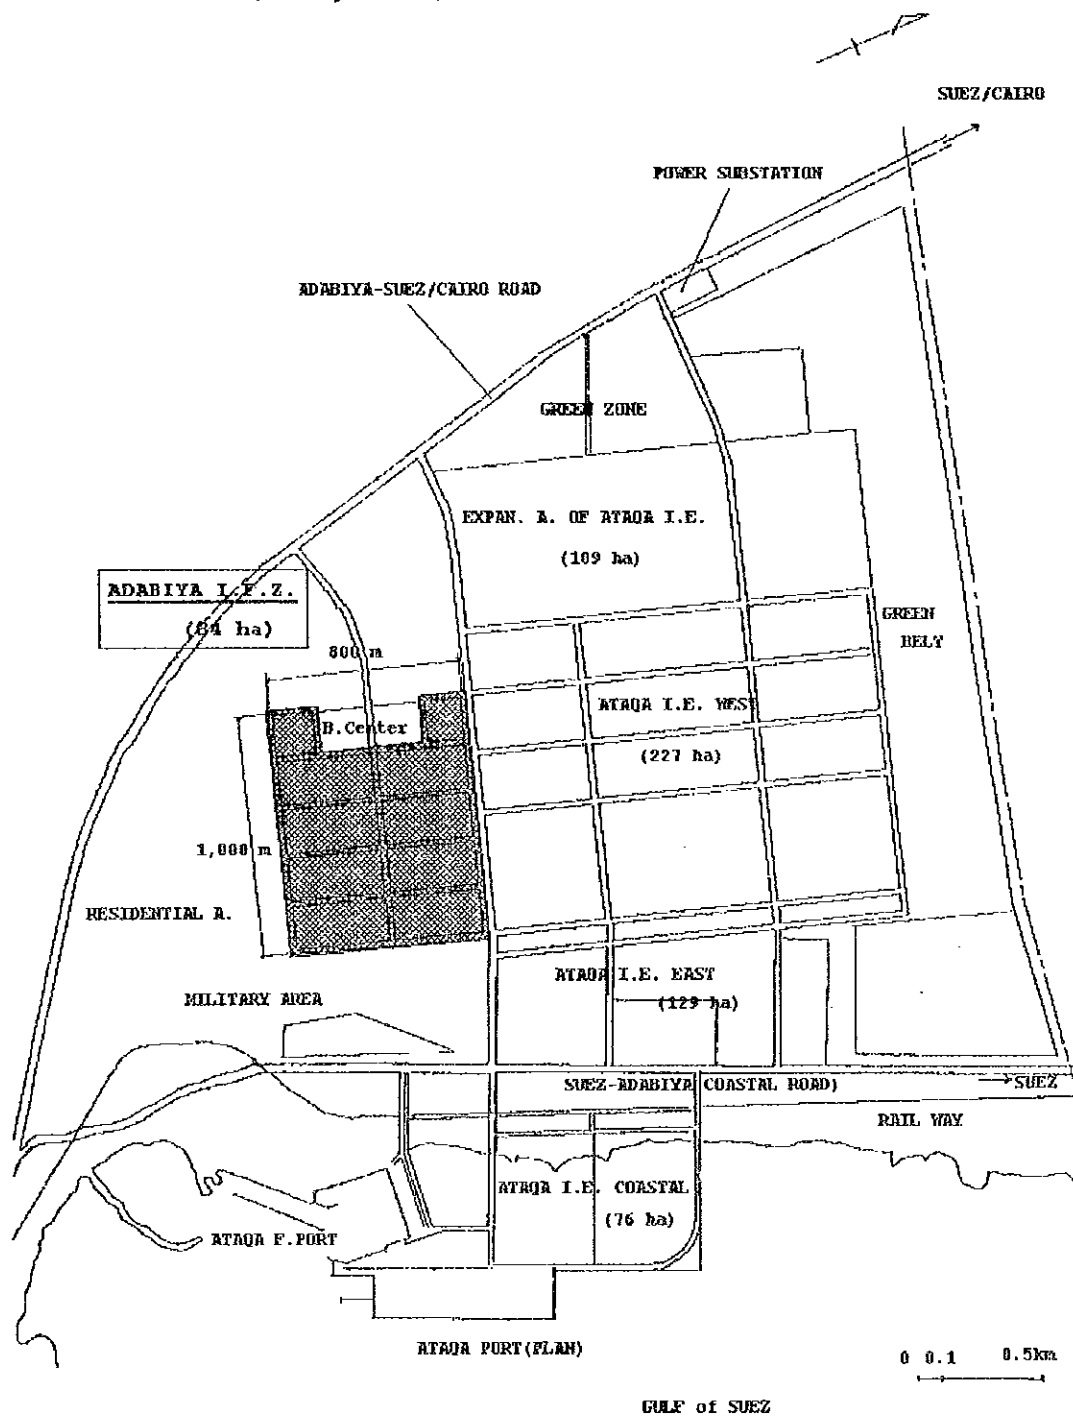 SUEZ/CAIRO
POWER SUBSTATION
ADABIYA-SUEZ/CAIRO ROAD
GREEN ZONE
EXPAN. A. OF ATAQA I.E.
(109 ha)
ADABIYA I.F.Z.
(84 ha)
GREEN
BELT
800 m
ATAQA I.E. WEST
B.Center
(227 ha)
1,000 m
RESIDENTIAL A.
ATAQA I.E. EAST
MILITARY AREA
(129 ha)
SUEZ-ADABIYA(COASTAL ROAD)
SUEZ
RAIL WAY
ATAQA I.E. COASTAL
(76 ha)
ATAQA F.PORT
ATAQA PORT(PLAN)
0 0.1 0.5km
GULF of SUEZ